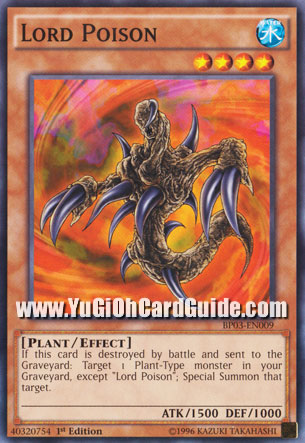 LORD POISON
WATER
水
www.YuGiOhCardGuide.com
BP03-EN009
[PLANT/EFFECT]
If this card is destroyed by battle and sent to the
Graveyard: Target 1 Plant-Type monster in your
Graveyard, except "Lord Poison"; Special Summon that
target.
ATK/1500 DEF/1000
40320754 1st Edition ©1996 KAZUKI TAKAHASHI